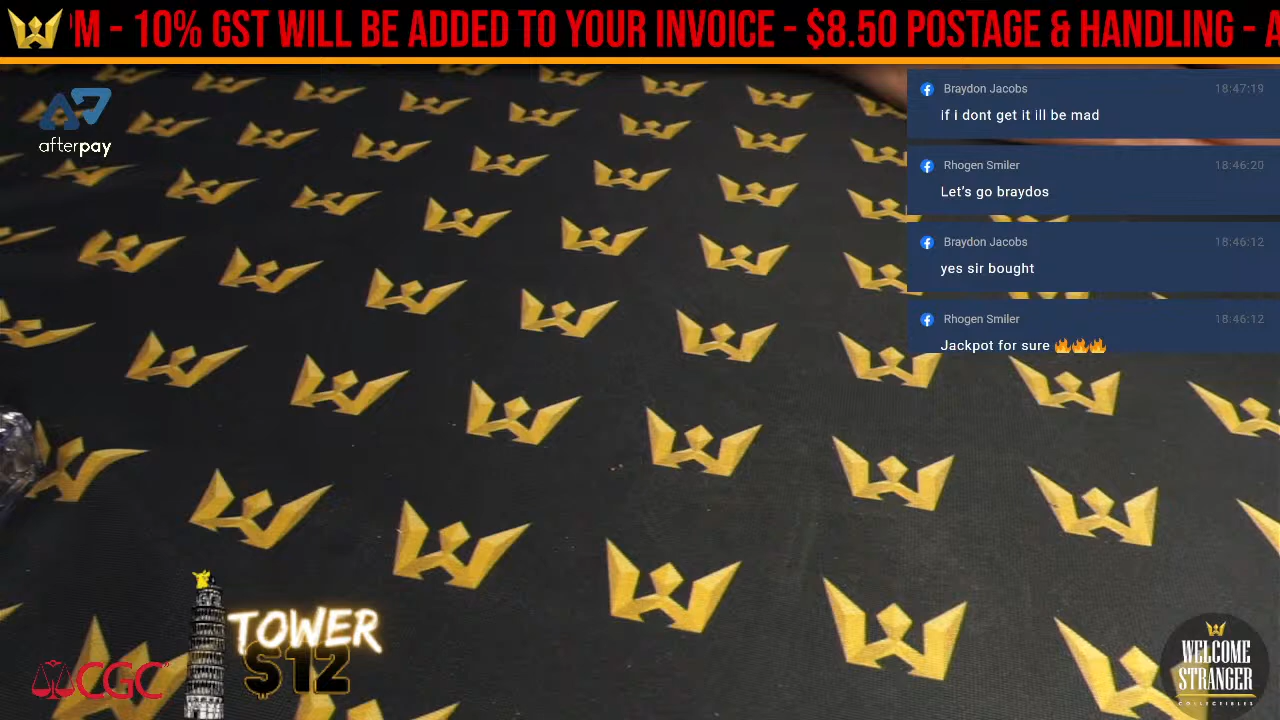 M - 10% GST WILL BE ADDED TO YOUR INVOICE - $8.50 POSTAGE & HANDLING - A
afterpay
Braydon Jacobs 18:47:19
If i dont get it ill be mad
Rhogen Smiler 18:46:20
Let's go braydos
Braydon Jacobs 18:46:12
yes sir bought
Rhogen Smiler 18:46:12
Jackpot for sure 🔥🔥🔥
TOWER
$12
CGC
WELCOME
STRANGER
COLLECTIBLES